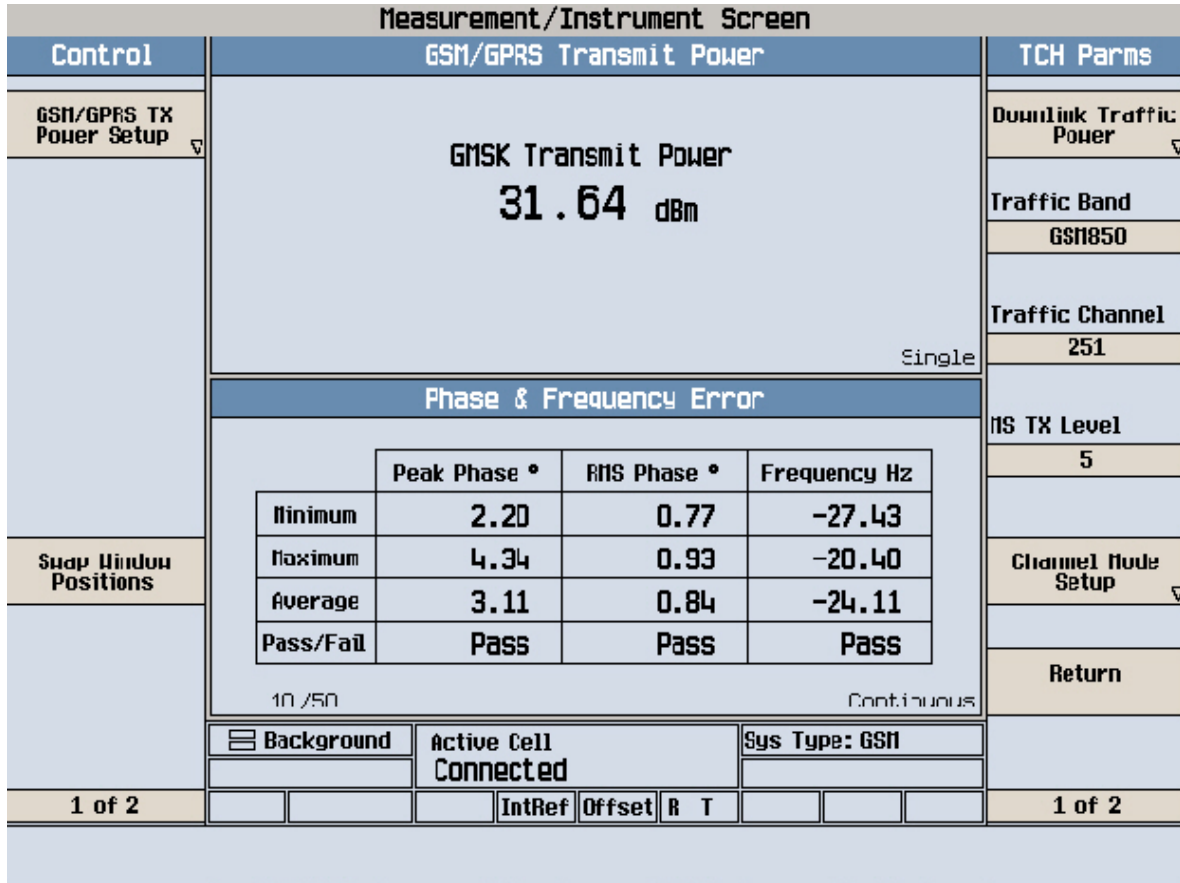 Measurement/Instrument Screen
Control
GSM/GPRS TX
Power Setup
Swap Window
Positions
1 of 2
GSM/GPRS Transmit Power
GMSK Transmit Power
31.64 dBm
Single
Phase & Frequency Error
Peak Phase ° RMS Phase ° Frequency Hz
Minimum 2.20 0.77 -27.43
Maximum 4.34 0.93 -20.40
Average 3.11 0.84 -24.11
Pass/Fail Pass Pass Pass
10/50 Continuous
Background Active Cell Sys Type: GSM
Connected
IntRef Offset R T
TCH Parms
Downlink Traffic
Power
Traffic Band
GSM850
Traffic Channel
251
MS TX Level
5
Channel Mode
Setup
Return
1 of 2